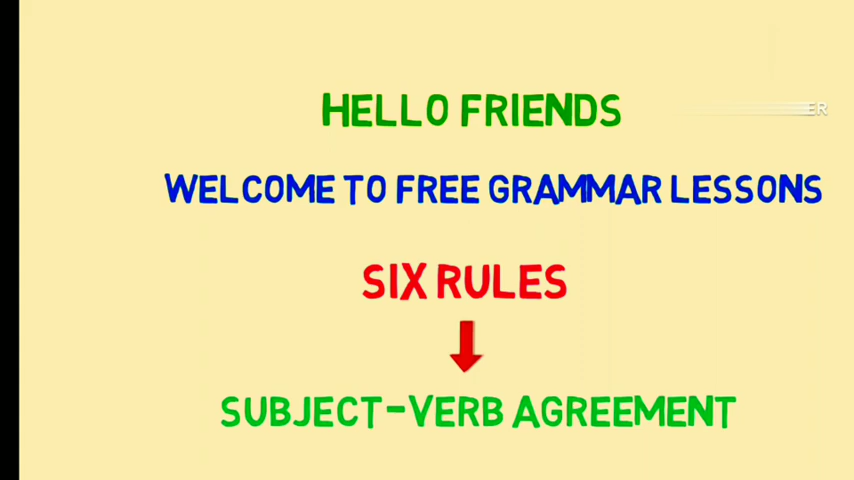 HELLO FRIENDS
WELCOME TO FREE GRAMMAR LESSONS
SIX RULES
SUBJECT-VERB AGREEMENT